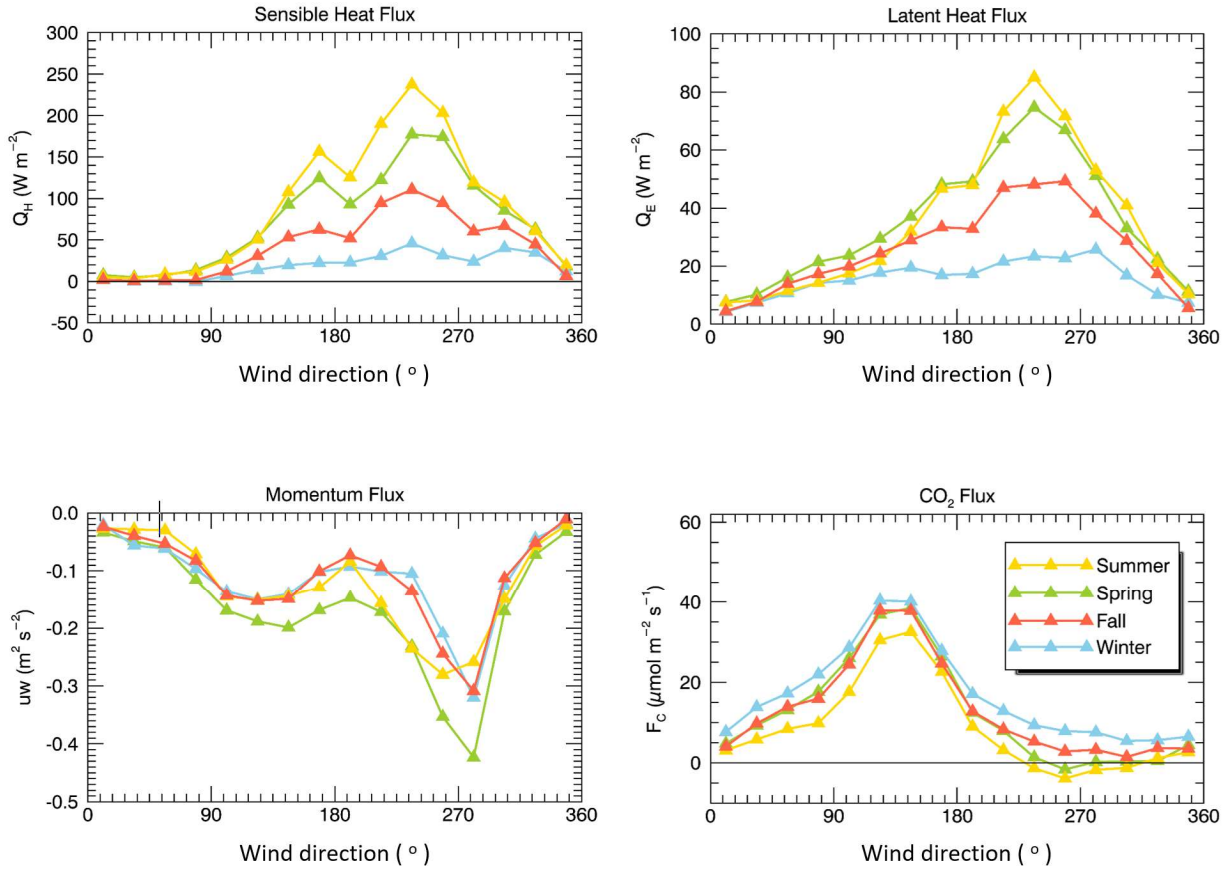 Sensible Heat Flux
300
250
200
150
100
50
0
-50
Q_H (W m⁻²)
0 90 180 270 360
Wind direction ( ° )
Latent Heat Flux
100
80
60
40
20
0
Q_E (W m⁻²)
0 90 180 270 360
Wind direction ( ° )
Momentum Flux
0.0
-0.1
-0.2
-0.3
-0.4
-0.5
uw (m² s⁻²)
0 90 180 270 360
Wind direction ( ° )
CO₂ Flux
60
40
20
0
F_C (μmol m⁻² s⁻¹)
Summer
Spring
Fall
Winter
0 90 180 270 360
Wind direction ( ° )